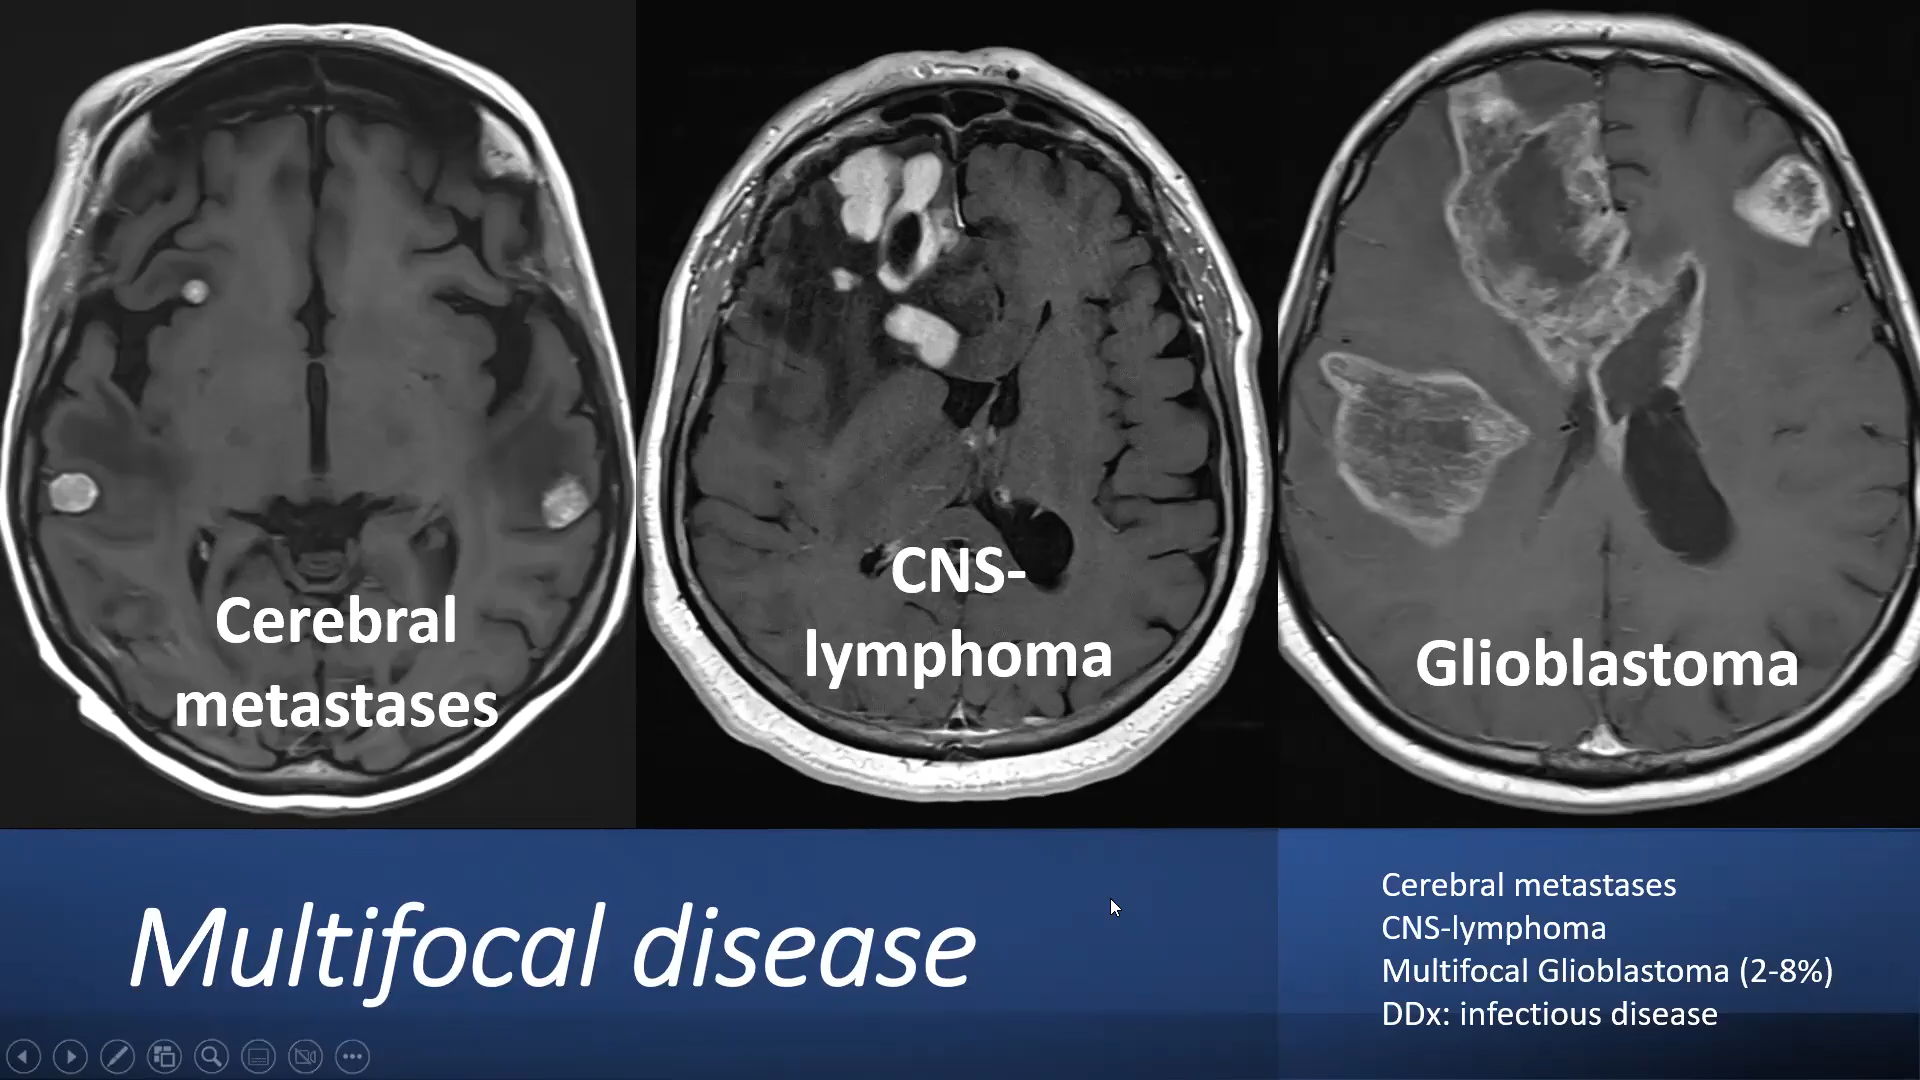 Cerebral
metastases
CNS-
lymphoma
Glioblastoma
Multifocal disease
Cerebral metastases
CNS-lymphoma
Multifocal Glioblastoma (2-8%)
DDx: infectious disease